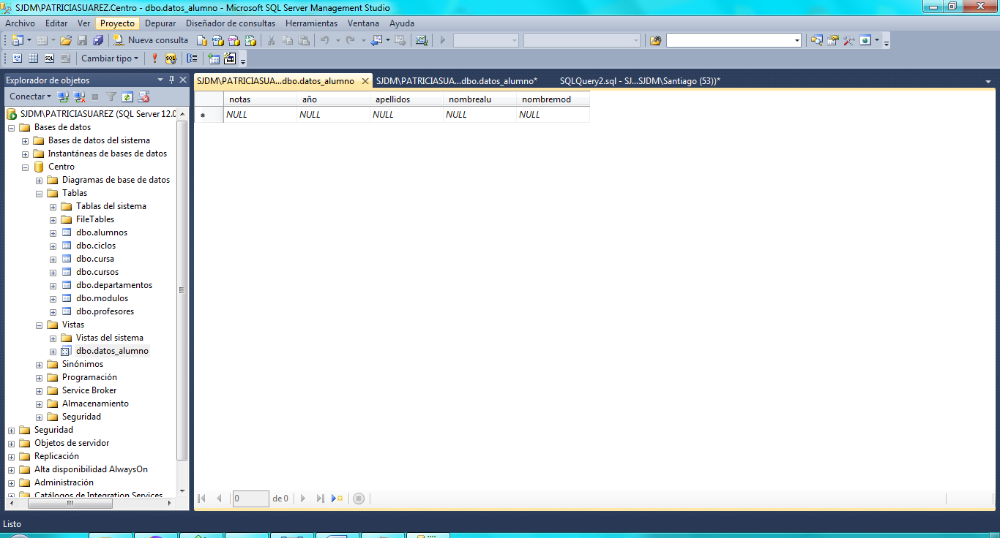 SJDM\PATRICIASUAREZ.Centro - dbo.datos_alumno - Microsoft SQL Server Management Studio
Archivo Editar Ver Proyecto Depurar Diseñador de consultas Herramientas Ventana Ayuda
Nueva consulta
Cambiar tipo
Explorador de objetos
Conectar
SJDM\PATRICIASUAREZ (SQL Server 12.0
Bases de datos
Bases de datos del sistema
Instantáneas de bases de datos
Centro
Diagramas de base de datos
Tablas
Tablas del sistema
FileTables
dbo.alumnos
dbo.ciclos
dbo.cursa
dbo.cursos
dbo.departamentos
dbo.modulos
dbo.profesores
Vistas
Vistas del sistema
dbo.datos_alumno
Sinónimos
Programación
Service Broker
Almacenamiento
Seguridad
Seguridad
Objetos de servidor
Replicación
Alta disponibilidad AlwaysOn
Administración
Catálogos de Integration Services
SJDM\PATRICIASUA...dbo.datos_alumno SJDM\PATRICIASUA...dbo.datos_alumno* SQLQuery2.sql - SJ...SJDM\Santiago (53))*
notas año apellidos nombrealu nombremod
NULL NULL NULL NULL NULL
0 de 0
Listo